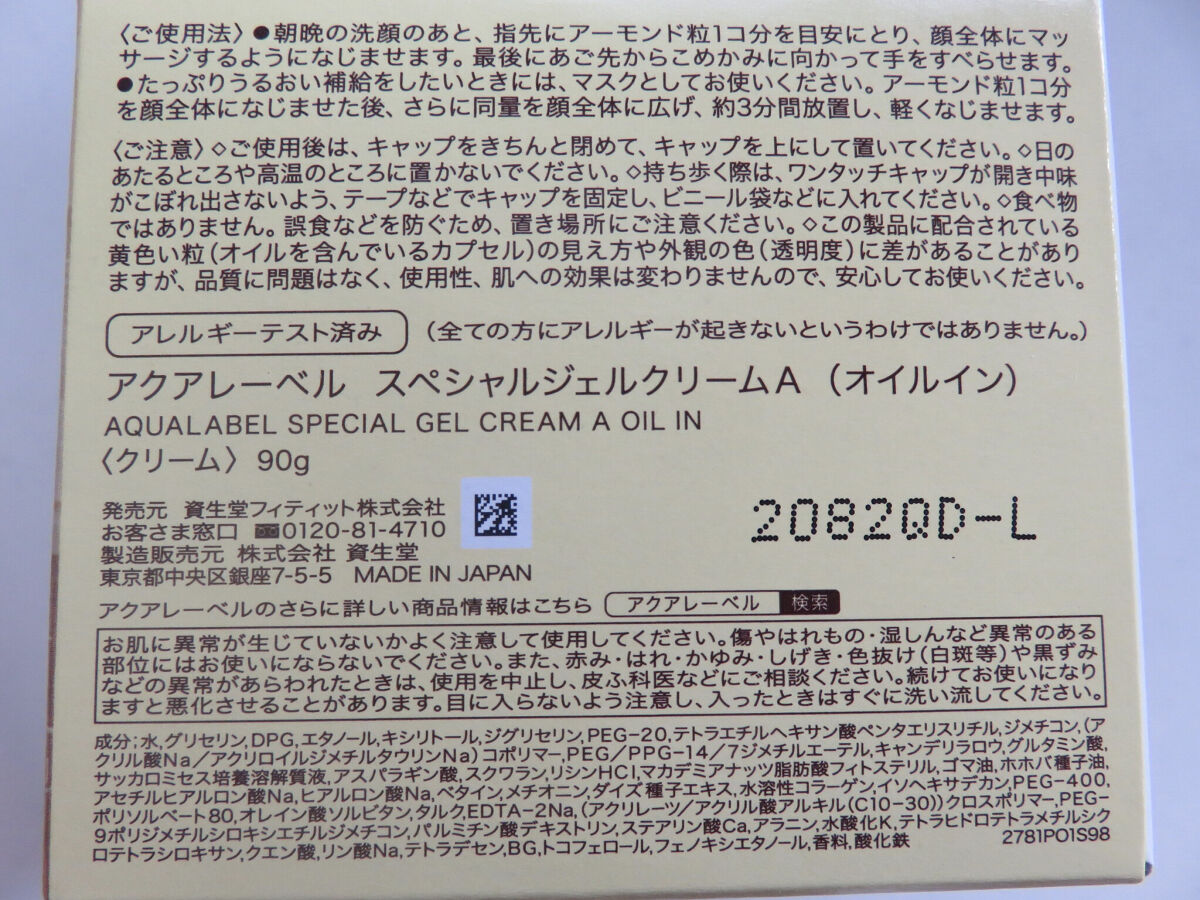 〈ご使用法〉●朝晩の洗顔のあと、指先にアーモンド粒1コ分を目安にとり、顔全体にマッ
サージするようになじませます。最後にあご先からこめかみに向かって手をすべらせます。
●たっぷりうるおい補給をしたいときには、マスクとしてお使いください。アーモンド粒1コ分
を顔全体になじませた後、さらに同量を顔全体に広げ、約3分間放置し、軽くなじませます。
〈ご注意〉◇ご使用後は、キャップをきちんと閉めて、キャップを上にして置いてください。◇日の
あたるところや高温のところに置かないでください。◇持ち歩く際は、ワンタッチキャップが開き中味
がこぼれ出さないよう、テープなどでキャップを固定し、ビニール袋などに入れてください。◇食べ物
ではありません。誤食などを防ぐため、置き場所にご注意ください。◇この製品に配合されている
黄色い粒(オイルを含んでいるカプセル)の見え方や外観の色(透明度)に差があることがあり
ますが、品質に問題はなく、使用性、肌への効果は変わりませんので、安心してお使いください。
アレルギーテスト済み (全ての方にアレルギーが起きないというわけではありません。)
アクアレーベル スペシャルジェルクリームA (オイルイン)
AQUALABEL SPECIAL GEL CREAM A OIL IN
〈クリーム〉 90g
発売元 資生堂フィティット株式会社
お客さま窓口 0120-81-4710
2082QD-L
製造販売元 株式会社 資生堂
東京都中央区銀座7-5-5 MADE IN JAPAN
アクアレーベルのさらに詳しい商品情報はこちら アクアレーベル 検索
お肌に異常が生じていないかよく注意して使用してください。傷やはれもの・湿しんなど異常のある
部位にはお使いにならないでください。また、赤み・はれ・かゆみ・しげき・色抜け(白斑等)や黒ずみ
などの異常があらわれたときは、使用を中止し、皮ふ科医などにご相談ください。続けてお使いになり
ますと悪化させることがあります。目に入らないよう注意し、入ったときはすぐに洗い流してください。
成分;水,グリセリン,DPG,エタノール,キシリトール,ジグリセリン,PEG-20,テトラエチルヘキサン酸ペンタエリスリチル,ジメチコン,(ア
クリル酸Na/アクリロイルジメチルタウリンNa)コポリマー,PEG/PPG-14/7ジメチルエーテル,キャンデリラロウ,グルタミン酸,
サッカロミセス培養溶解質液,アスパラギン酸,スクワラン,リシンHCl,マカデミアナッツ脂肪酸フィトステリル,ゴマ油,ホホバ種子油,
アセチルヒアルロン酸Na,ヒアルロン酸Na,ベタイン,メチオニン,ダイズ種子エキス,水溶性コラーゲン,イソヘキサデカン,PEG-400,
ポリソルベート80,オレイン酸ソルビタン,タルク,EDTA-2Na,(アクリレーツ/アクリル酸アルキル(C10-30))クロスポリマー,PEG-
9ポリジメチルシロキシエチルジメチコン,パルミチン酸デキストリン,ステアリン酸Ca,アラニン,水酸化K,テトラヒドロテトラメチルシク
ロテトラシロキサン,クエン酸,リン酸Na,テトラデセン,BG,トコフェロール,フェノキシエタノール,香料,酸化鉄
2781PO1S98